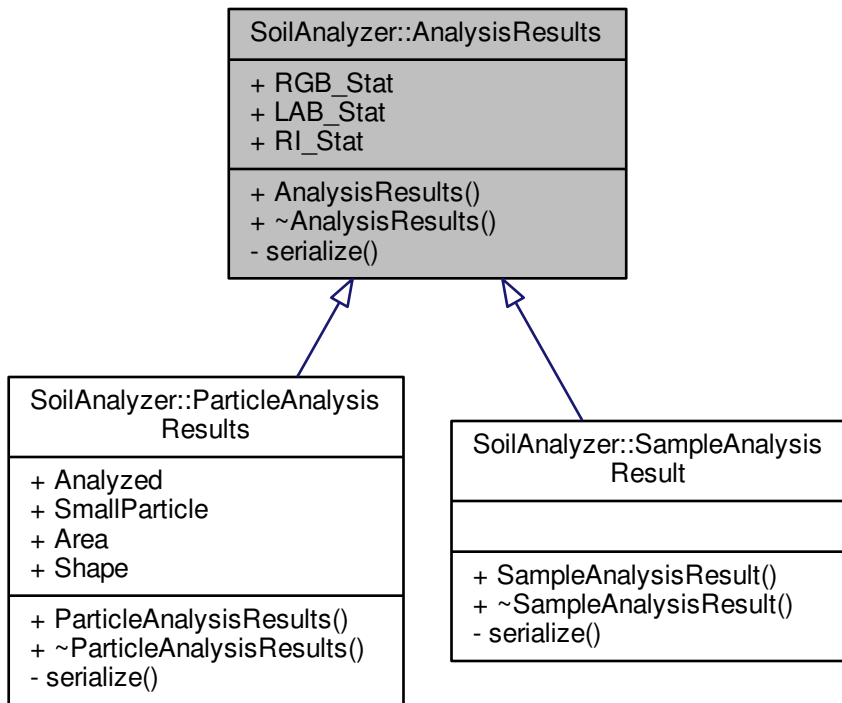 SoilAnalyzer::AnalysisResults
+ RGB_Stat
+ LAB_Stat
+ RI_Stat
+ AnalysisResults()
+ ~AnalysisResults()
- serialize()
SoilAnalyzer::ParticleAnalysis
Results
+ Analyzed
+ SmallParticle
+ Area
+ Shape
+ ParticleAnalysisResults()
+ ~ParticleAnalysisResults()
- serialize()
SoilAnalyzer::SampleAnalysis
Result
+ SampleAnalysisResult()
+ ~SampleAnalysisResult()
- serialize()